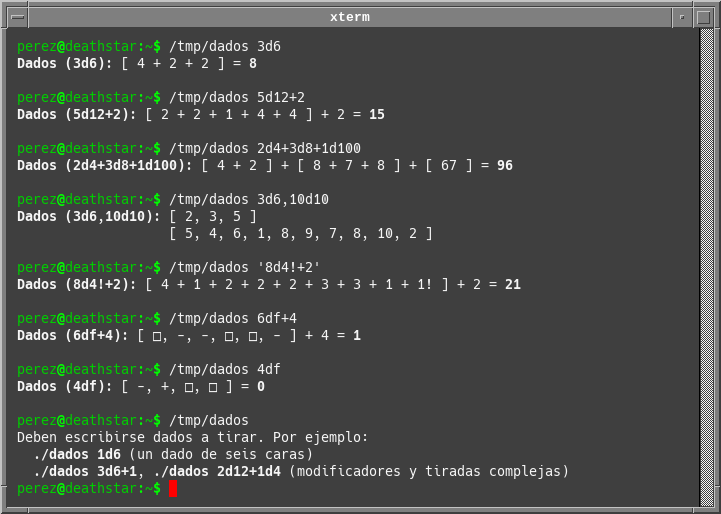 xterm
perez@deathstar:~$ /tmp/dados 3d6
Dados (3d6): [ 4 + 2 + 2 ] = 8
perez@deathstar:~$ /tmp/dados 5d12+2
Dados (5d12+2): [ 2 + 2 + 1 + 4 + 4 ] + 2 = 15
perez@deathstar:~$ /tmp/dados 2d4+3d8+1d100
Dados (2d4+3d8+1d100): [ 4 + 2 ] + [ 8 + 7 + 8 ] + [ 67 ] = 96
perez@deathstar:~$ /tmp/dados 3d6,10d10
Dados (3d6,10d10): [ 2, 3, 5 ]
[ 5, 4, 6, 1, 8, 9, 7, 8, 10, 2 ]
perez@deathstar:~$ /tmp/dados '8d4!+2'
Dados (8d4!+2): [ 4 + 1 + 2 + 2 + 2 + 3 + 3 + 1 + 1! ] + 2 = 21
perez@deathstar:~$ /tmp/dados 6df+4
Dados (6df+4): [ □, -, -, □, □, - ] + 4 = 1
perez@deathstar:~$ /tmp/dados 4df
Dados (4df): [ -, +, □, □ ] = 0
perez@deathstar:~$ /tmp/dados
Deben escribirse dados a tirar. Por ejemplo:
./dados 1d6 (un dado de seis caras)
./dados 3d6+1, ./dados 2d12+1d4 (modificadores y tiradas complejas)
perez@deathstar:~$